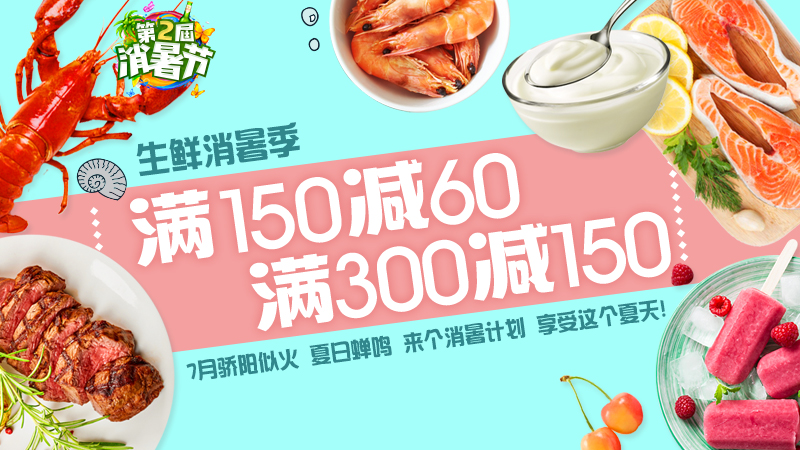 第2届
消暑节
生鲜消暑季
满150减60
满300减150
7月骄阳似火 夏日蝉鸣 来个消暑计划 享受这个夏天!